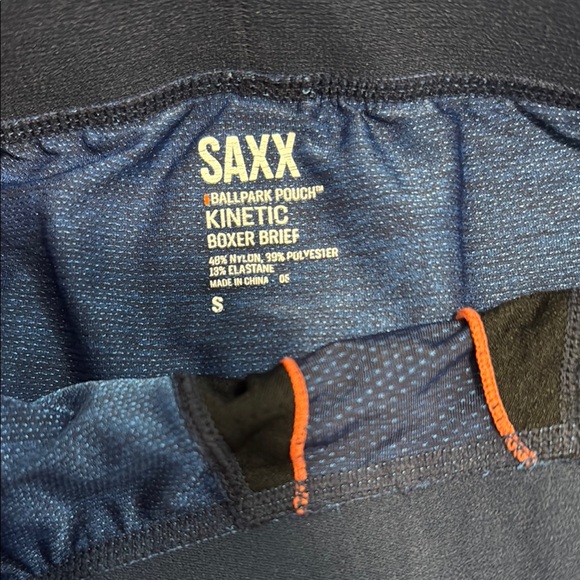 SAXX
BALLPARK POUCH™
KINETIC
BOXER BRIEF
48% NYLON, 39% POLYESTER
13% ELASTANE
MADE IN CHINA 05
S